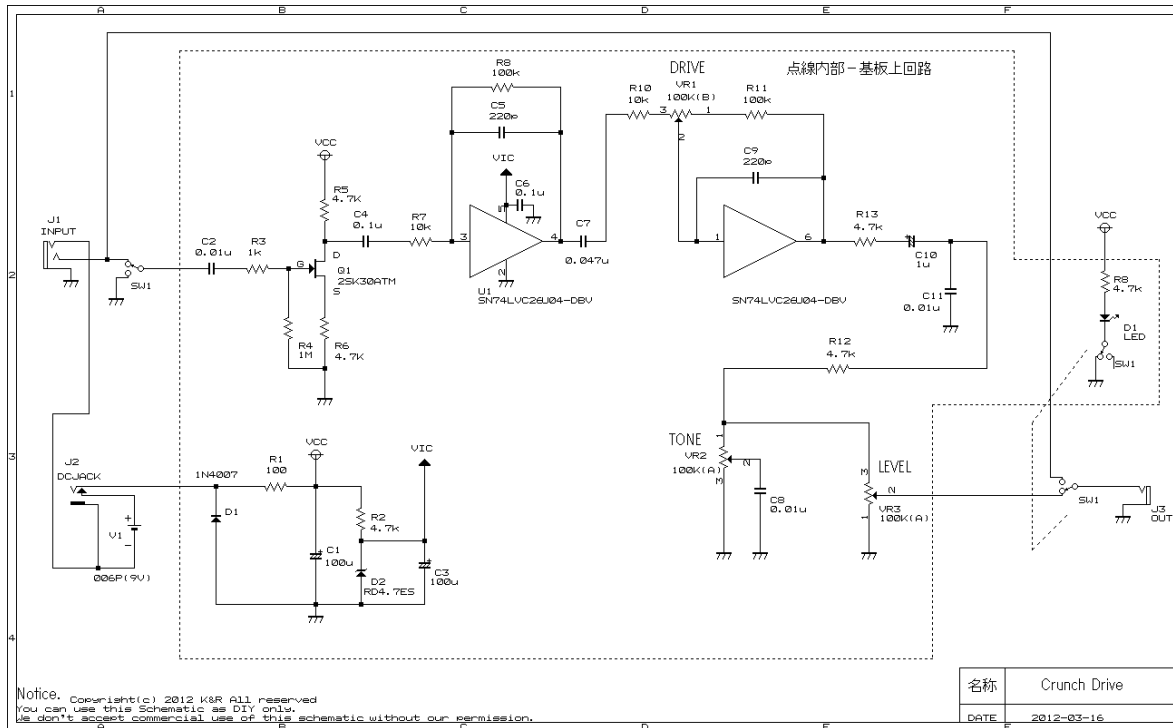 A B C D E F
1
2
3
4
DRIVE
点線内部-基板上回路
R8
100k
C5
220p
R10
10k
VR1
100K(B)
3
1
2
R11
100k
VCC
VIC
C6
0.1u
5
C9
220p
R5
4.7K
C4
0.1u
R7
10k
C7
0.047u
R13
4.7k
VCC
J1
INPUT
C2
0.01u
R3
1k
G
D
S
Q1
2SK30ATM
3
4
2
1
6
C10
1u
SW1
U1
SN74LVC2GU04-DBV
SN74LVC2GU04-DBV
C11
0.01u
R8
4.7k
D1
LED
SW1
R4
1M
R6
4.7K
R12
4.7k
J2
DCJACK
1N4007
R1
100
VCC
VIC
TONE
1
VR2
100K(A)
2
3
LEVEL
3
2
VR3
100K(A)
1
SW1
J3
OUT
D1
R2
4.7k
C8
0.01u
V1
+
-
C1
100u
D2
RD4.7ES
C3
100u
006P(9V)
Notice. Copyright(c) 2012 K&R All reserved
You can use this Schematic as DIY only.
We don't accept commercial use of this schematic without our permission.
名称 Crunch Drive
DATE 2012-03-16
A B C D E F